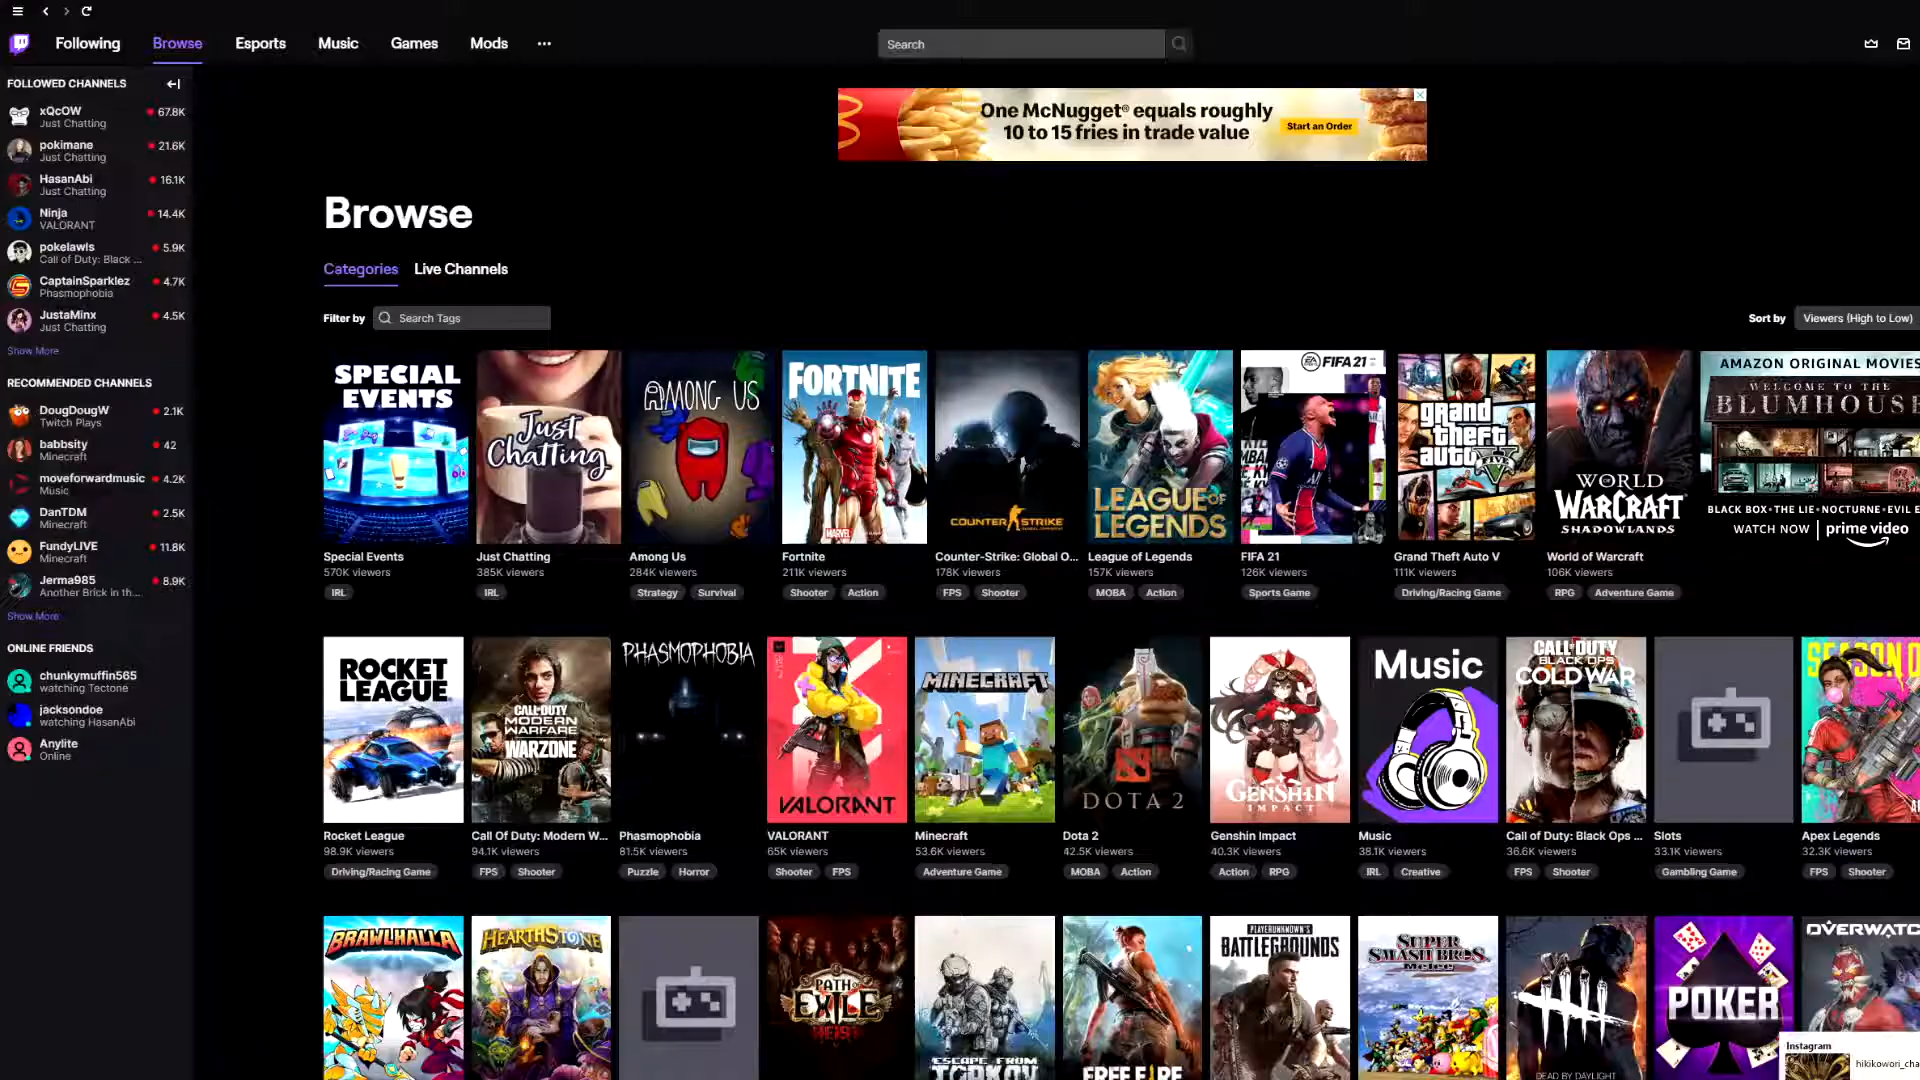 Following
Browse
Esports
Music
Games
Mods
Search
FOLLOWED CHANNELS
xQcOW
67.8K
Just Chatting
pokimane
21.6K
Just Chatting
HasanAbi
16.1K
Just Chatting
Ninja
14.4K
VALORANT
pokelawls
5.9K
Call of Duty: Black ...
CaptainSparklez
4.7K
Phasmophobia
JustaMinx
4.5K
Just Chatting
Show More
RECOMMENDED CHANNELS
DougDougW
2.1K
Twitch Plays
babbsity
42
Minecraft
moveforwardmusic
4.2K
Music
DanTDM
2.5K
Minecraft
FundyLIVE
11.8K
Minecraft
Jerma985
8.9K
Another Brick in th...
Show More
ONLINE FRIENDS
chunkymuffin565
watching Tectone
jacksondoe
watching HasanAbi
Anylite
Online
One McNugget® equals roughly
10 to 15 fries in trade value
Start an Order
Browse
Categories
Live Channels
Filter by
Search Tags
Sort by
Viewers (High to Low)
SPECIAL
EVENTS
Just
Chatting
AMONG US
FORTNITE
MARVEL
COUNTER STRIKE
LEAGUE OF
LEGENDS
FIFA 21
grand
theft
auto
V
WORLD
WARCRAFT
SHADOWLANDS
AMAZON ORIGINAL MOVIES
WELCOME TO THE
BLUMHOUSE
BLACK BOX•THE LIE•NOCTURNE•EVIL E
WATCH NOW | prime video
Special Events
570K viewers
IRL
Just Chatting
385K viewers
IRL
Among Us
284K viewers
Strategy
Survival
Fortnite
211K viewers
Shooter
Action
Counter-Strike: Global O...
178K viewers
FPS
Shooter
League of Legends
157K viewers
MOBA
Action
FIFA 21
126K viewers
Sports Game
Grand Theft Auto V
111K viewers
Driving/Racing Game
World of Warcraft
106K viewers
RPG
Adventure Game
ROCKET
LEAGUE
CALL OF DUTY
MODERN
WARFARE
WARZONE
PHASMOPHOBIA
VALORANT
MINECRAFT
DOTA 2
GENSHIN
IMPACT
Music
CALL OF DUTY
BLACK OPS
COLD WAR
SEASON
Rocket League
98.9K viewers
Driving/Racing Game
Call Of Duty: Modern W...
94.1K viewers
FPS
Shooter
Phasmophobia
81.5K viewers
Puzzle
Horror
VALORANT
65K viewers
Shooter
FPS
Minecraft
53.6K viewers
Adventure Game
Dota 2
42.5K viewers
MOBA
Action
Genshin Impact
40.3K viewers
Action
RPG
Music
38.1K viewers
IRL
Creative
Call of Duty: Black Ops ...
36.6K viewers
FPS
Shooter
Slots
33.1K viewers
Gambling Game
Apex Legends
32.3K viewers
FPS
Shooter
BRAWLHALLA
HEARTHSTONE
PATH OF
EXILE
HEIST
ESCAPE FROM
TARKOV
FREE FIRE
PLAYERUNKNOWN'S
BATTLEGROUNDS
SUPER
SMASH BROS.
Melee
DEAD BY DAYLIGHT
POKER
OVERWATC
Instagram
hikikowori_cha